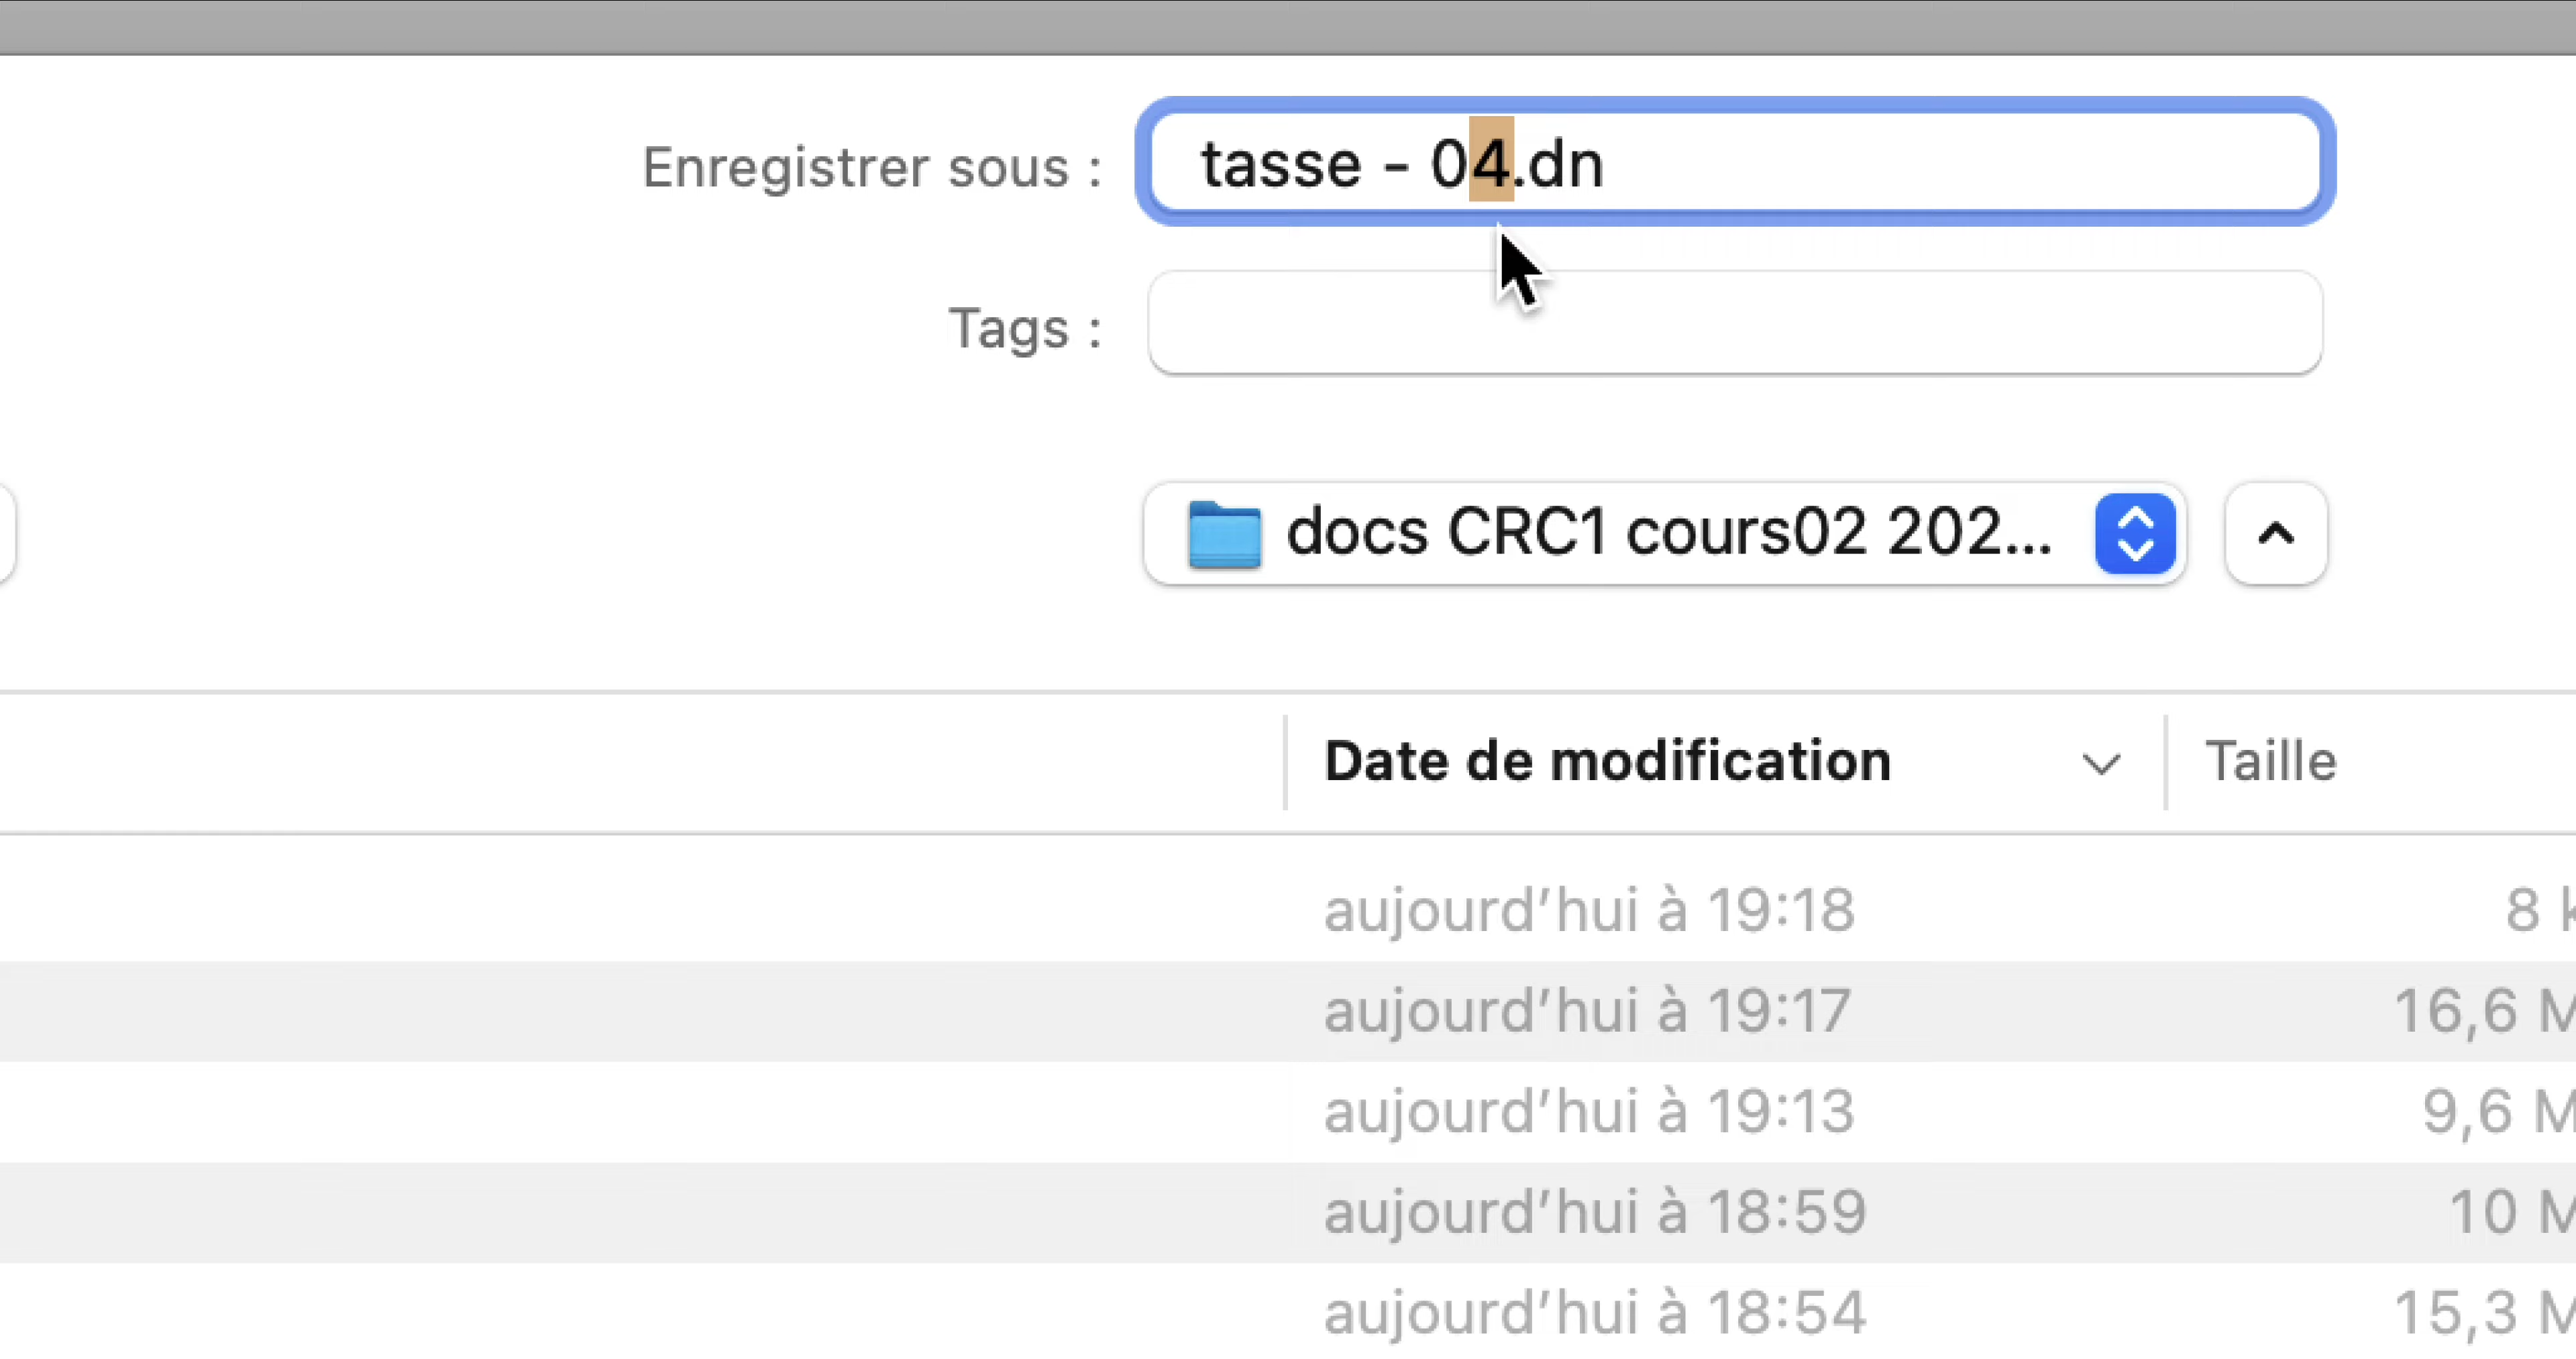 Enregistrer sous : tasse - 04.dn
Tags :
docs CRC1 cours02 202...
Date de modification Taille
aujourd’hui à 19:18 8 k
aujourd’hui à 19:17 16,6 M
aujourd’hui à 19:13 9,6 M
aujourd’hui à 18:59 10 M
aujourd’hui à 18:54 15,3 M